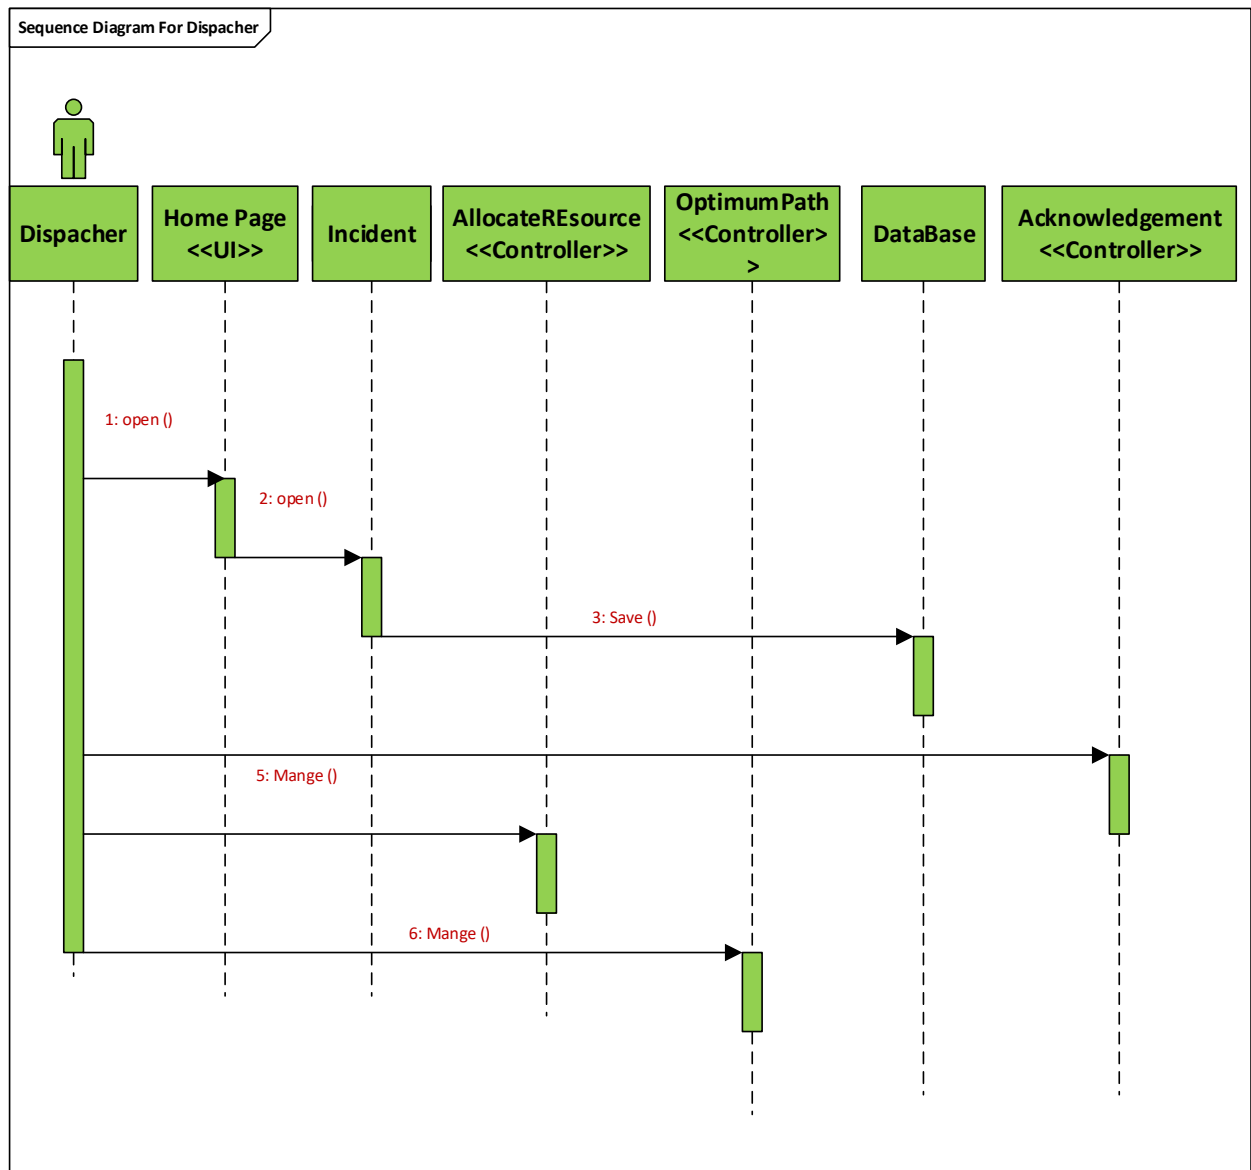 Sequence Diagram For Dispacher
Dispacher
Home Page
<<UI>>
Incident
AllocateREsource
<<Controller>>
OptimumPath
<<Controller>
>
DataBase
Acknowledgement
<<Controller>>
1: open ()
2: open ()
3: Save ()
5: Mange ()
6: Mange ()